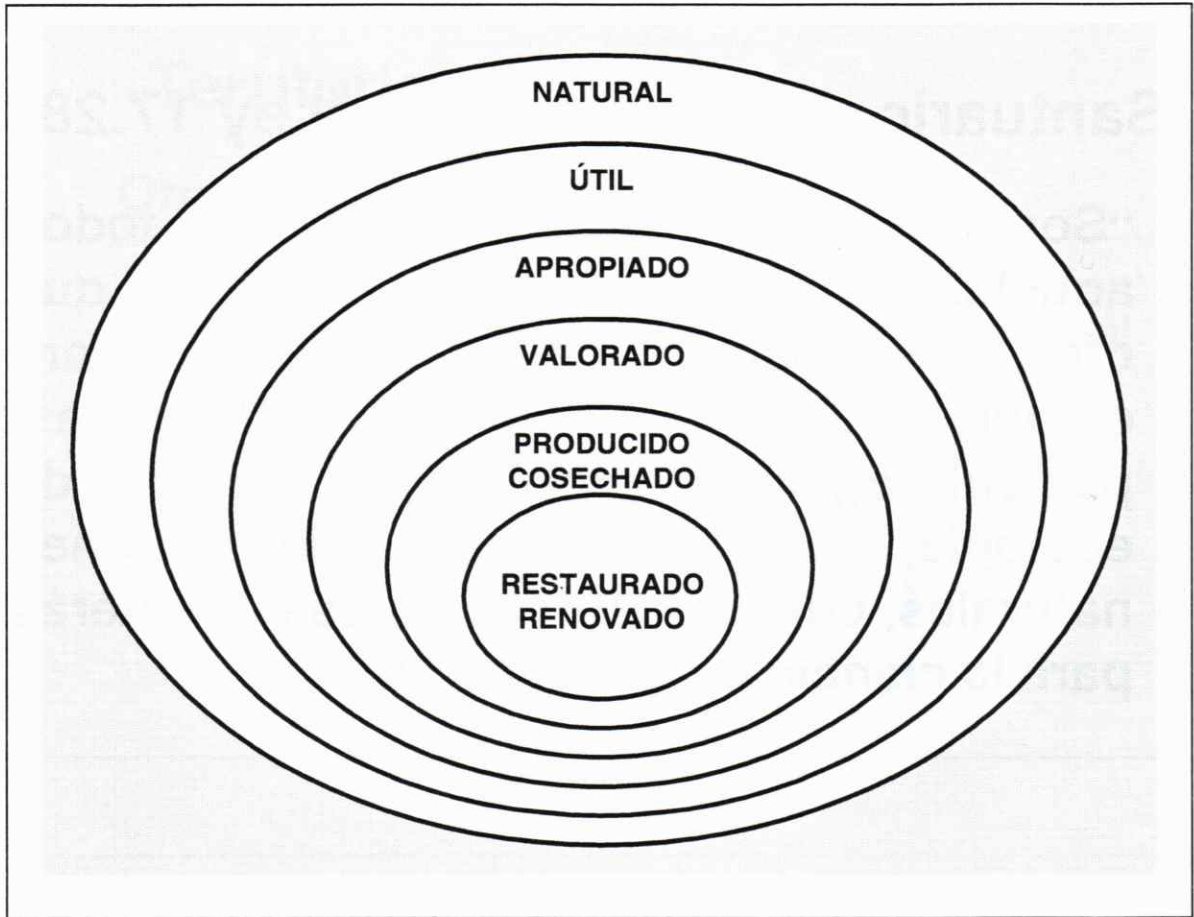 NATURAL
ÚTIL
APROPIADO
VALORADO
PRODUCIDO
COSECHADO
RESTAURADO
RENOVADO